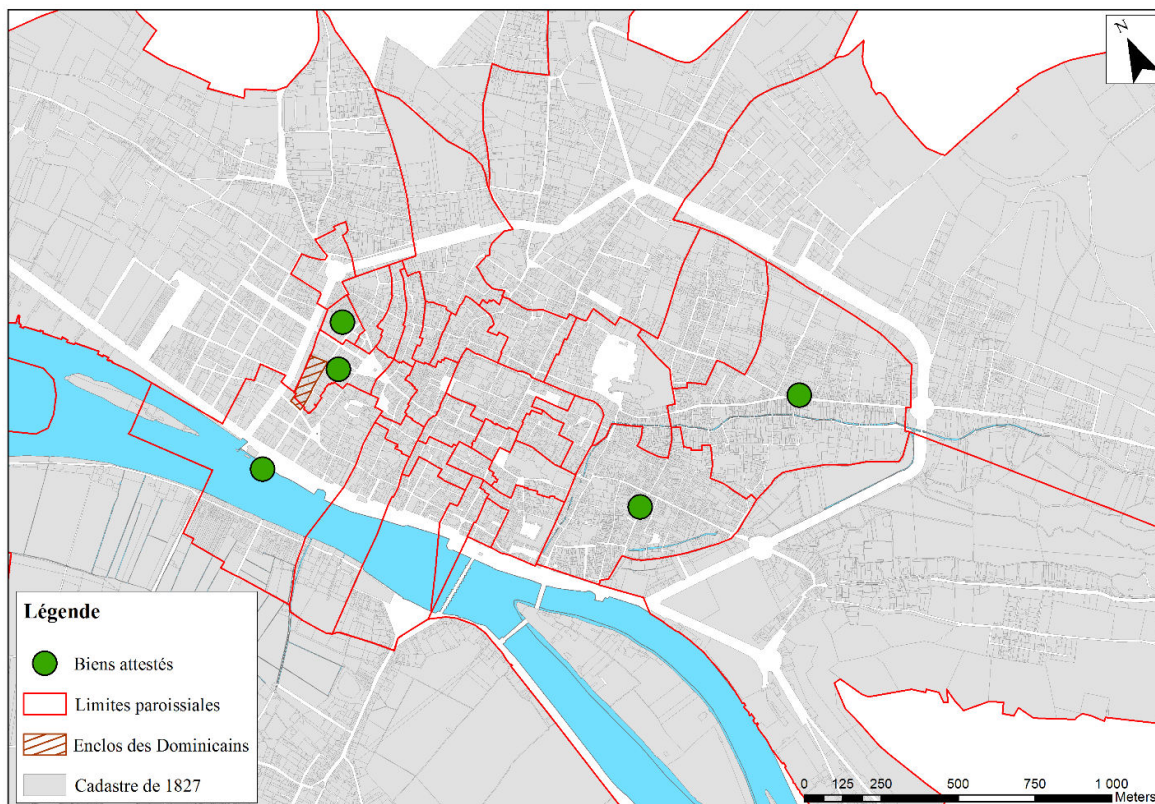 N
Légende
Biens attestés
Limites paroissiales
Enclos des Dominicains
Cadastre de 1827
0 125 250 500 750 1 000
Meters